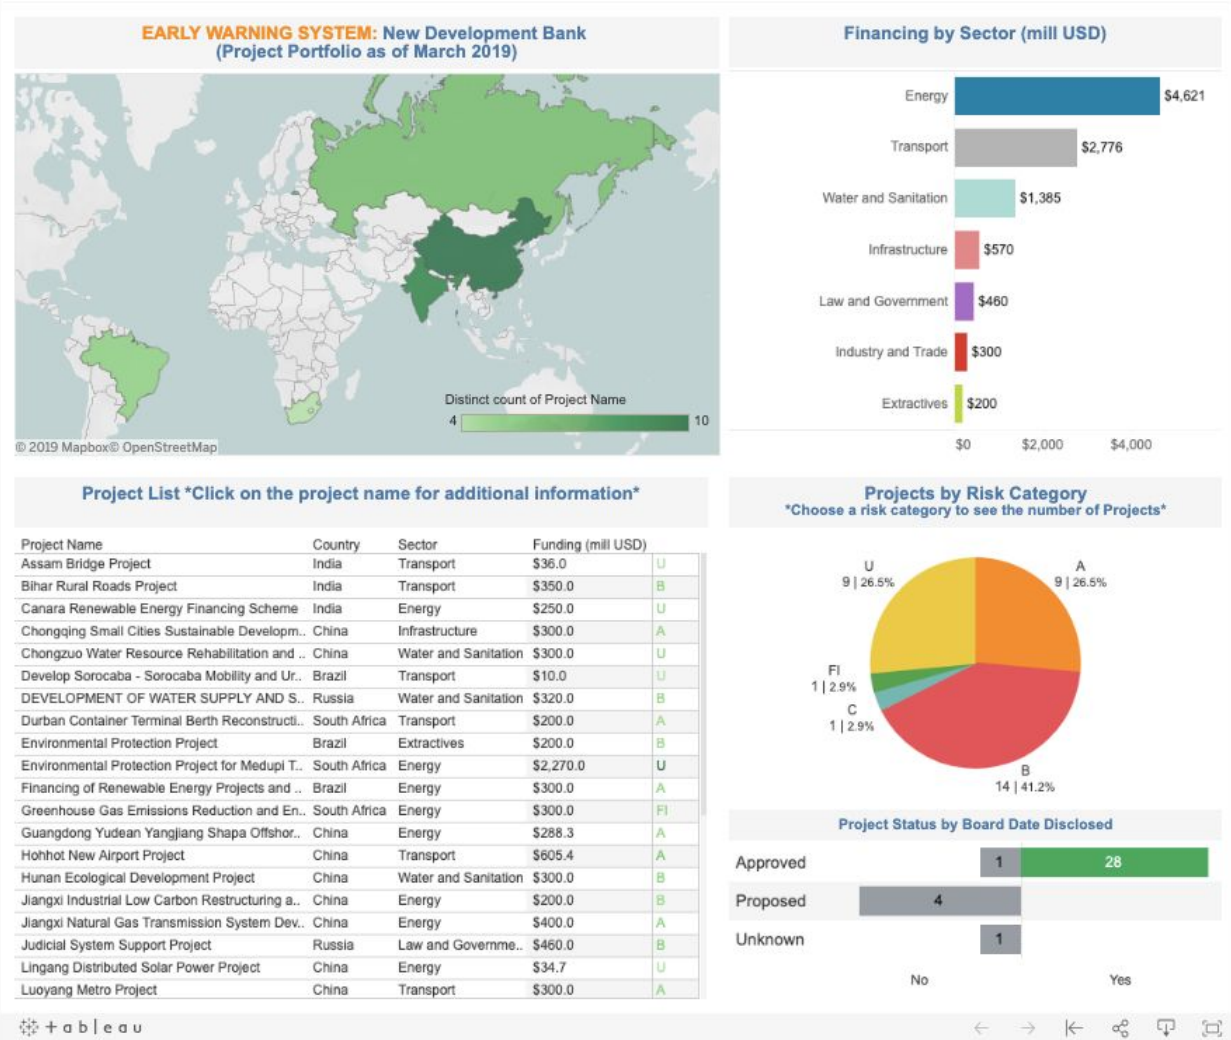 EARLY WARNING SYSTEM: New Development Bank
(Project Portfolio as of March 2019)
Distinct count of Project Name
4 10
© 2019 Mapbox© OpenStreetMap
Financing by Sector (mill USD)
Energy $4,621
Transport $2,776
Water and Sanitation $1,385
Infrastructure $570
Law and Government $460
Industry and Trade $300
Extractives $200
$0 $2,000 $4,000
Project List *Click on the project name for additional information*
Project Name Country Sector Funding (mill USD)
Assam Bridge Project India Transport $36.0 U
Bihar Rural Roads Project India Transport $350.0 B
Canara Renewable Energy Financing Scheme India Energy $250.0 U
Chongqing Small Cities Sustainable Developm.. China Infrastructure $300.0 A
Chongzuo Water Resource Rehabilitation and .. China Water and Sanitation $300.0 U
Develop Sorocaba - Sorocaba Mobility and Ur.. Brazil Transport $10.0 U
DEVELOPMENT OF WATER SUPPLY AND S.. Russia Water and Sanitation $320.0 B
Durban Container Terminal Berth Reconstructi.. South Africa Transport $200.0 A
Environmental Protection Project Brazil Extractives $200.0 B
Environmental Protection Project for Medupi T.. South Africa Energy $2,270.0 U
Financing of Renewable Energy Projects and .. Brazil Energy $300.0 A
Greenhouse Gas Emissions Reduction and En.. South Africa Energy $300.0 FI
Guangdong Yudean Yangjiang Shapa Offshor.. China Energy $288.3 A
Hohhot New Airport Project China Transport $605.4 A
Hunan Ecological Development Project China Water and Sanitation $300.0 B
Jiangxi Industrial Low Carbon Restructuring a.. China Energy $200.0 B
Jiangxi Natural Gas Transmission System Dev.. China Energy $400.0 A
Judicial System Support Project Russia Law and Governme.. $460.0 B
Lingang Distributed Solar Power Project China Energy $34.7 U
Luoyang Metro Project China Transport $300.0 A
Projects by Risk Category
*Choose a risk category to see the number of Projects*
U
9 | 26.5%
A
9 | 26.5%
FI
1 | 2.9%
C
1 | 2.9%
B
14 | 41.2%
Project Status by Board Date Disclosed
Approved 1 28
Proposed 4
Unknown 1
No Yes
+ableau